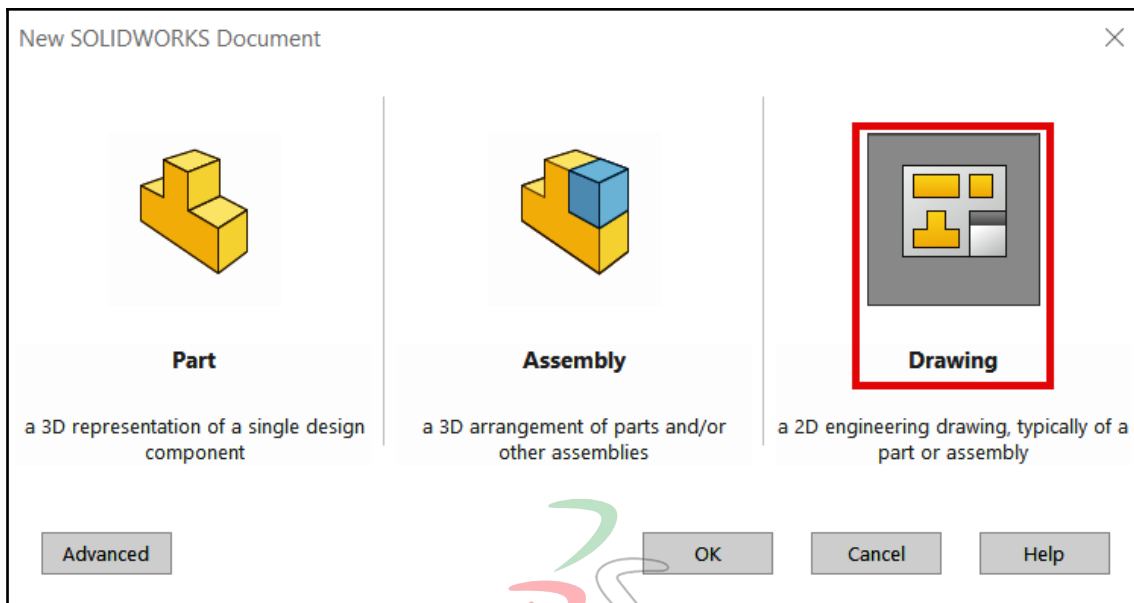 New SOLIDWORKS Document
Part
a 3D representation of a single design
component
Assembly
a 3D arrangement of parts and/or
other assemblies
Drawing
a 2D engineering drawing, typically of a
part or assembly
Advanced
OK
Cancel
Help